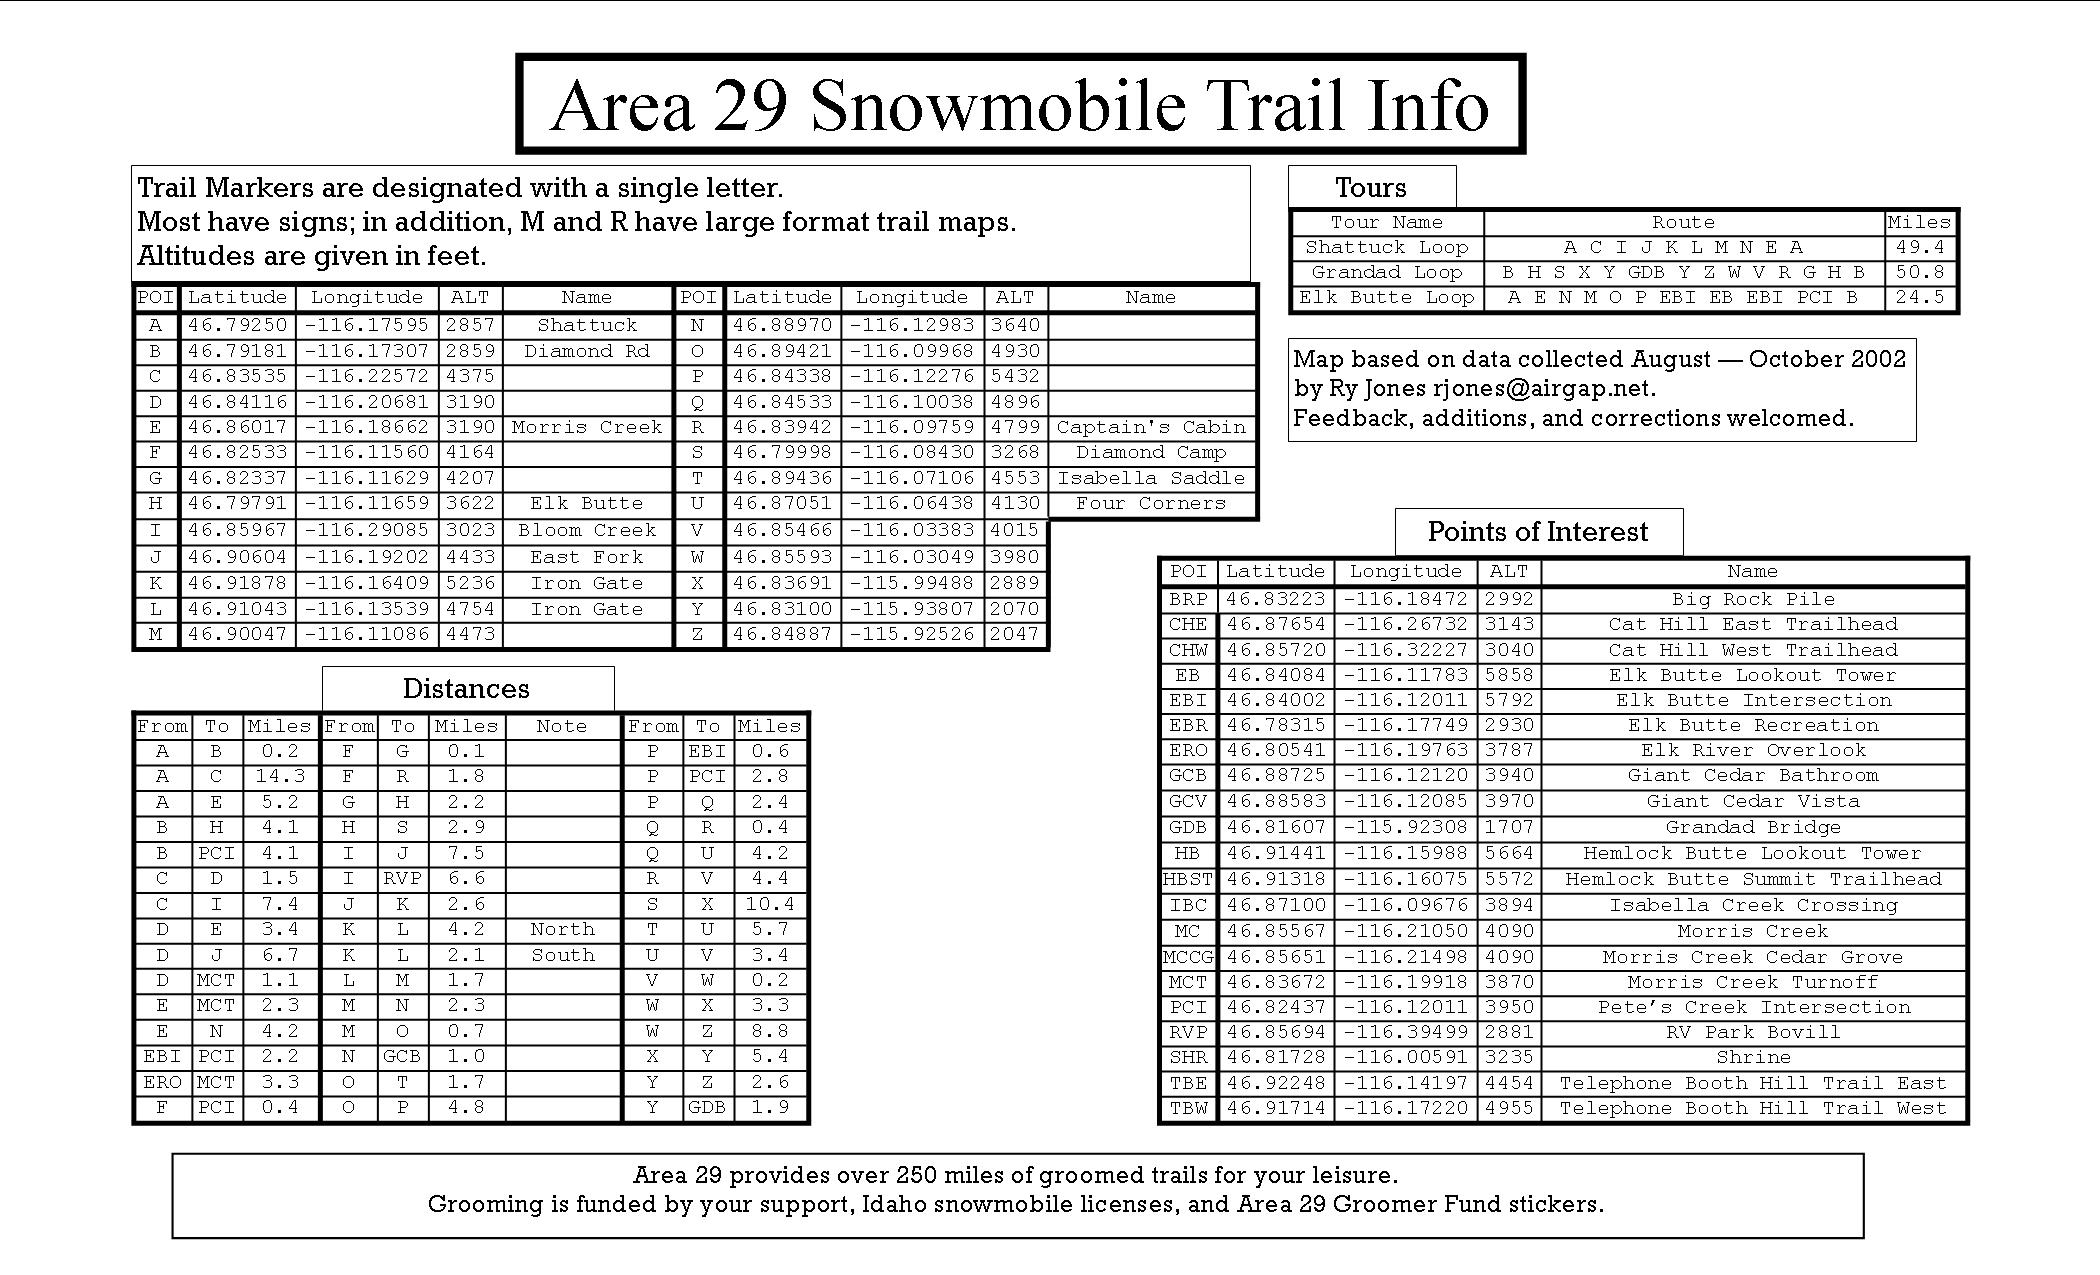 Area 29 Snowmobile Trail Info
Trail Markers are designated with a single letter.
Most have signs; in addition, M and R have large format trail maps.
Altitudes are given in feet.
POI Latitude Longitude ALT Name POI Latitude Longitude ALT Name
A 46.79250 -116.17595 2857 Shattuck N 46.88970 -116.12983 3640
B 46.79181 -116.17307 2859 Diamond Rd O 46.89421 -116.09968 4930
C 46.83535 -116.22572 4375 P 46.84338 -116.12276 5432
D 46.84116 -116.20681 3190 Q 46.84533 -116.10038 4896
E 46.86017 -116.18662 3190 Morris Creek R 46.83942 -116.09759 4799 Captain's Cabin
F 46.82533 -116.11560 4164 S 46.79998 -116.08430 3268 Diamond Camp
G 46.82337 -116.11629 4207 T 46.89436 -116.07106 4553 Isabella Saddle
H 46.79791 -116.11659 3622 Elk Butte U 46.87051 -116.06438 4130 Four Corners
I 46.85967 -116.29085 3023 Bloom Creek V 46.85466 -116.03383 4015
J 46.90604 -116.19202 4433 East Fork W 46.85593 -116.03049 3980
K 46.91878 -116.16409 5236 Iron Gate X 46.83691 -115.99488 2889
L 46.91043 -116.13539 4754 Iron Gate Y 46.83100 -115.93807 2070
M 46.90047 -116.11086 4473 Z 46.84887 -115.92526 2047
Tours
Tour Name Route Miles
Shattuck Loop A C I J K L M N E A 49.4
Grandad Loop B H S X Y GDB Y Z W V R G H B 50.8
Elk Butte Loop A E N M O P EBI EB EBI PCI B 24.5
Map based on data collected August — October 2002
by Ry Jones rjones@airgap.net.
Feedback, additions, and corrections welcomed.
Distances
From To Miles From To Miles Note From To Miles
A B 0.2 F G 0.1 P EBI 0.6
A C 14.3 F R 1.8 P PCI 2.8
A E 5.2 G H 2.2 P Q 2.4
B H 4.1 H S 2.9 Q R 0.4
B PCI 4.1 I J 7.5 Q U 4.2
C D 1.5 I RVP 6.6 R V 4.4
C I 7.4 J K 2.6 S X 10.4
D E 3.4 K L 4.2 North T U 5.7
D J 6.7 K L 2.1 South U V 3.4
D MCT 1.1 L M 1.7 V W 0.2
E MCT 2.3 M N 2.3 W X 3.3
E N 4.2 M O 0.7 W Z 8.8
EBI PCI 2.2 N GCB 1.0 X Y 5.4
ERO MCT 3.3 O T 1.7 Y Z 2.6
F PCI 0.4 O P 4.8 Y GDB 1.9
Points of Interest
POI Latitude Longitude ALT Name
BRP 46.83223 -116.18472 2992 Big Rock Pile
CHE 46.87654 -116.26732 3143 Cat Hill East Trailhead
CHW 46.85720 -116.32227 3040 Cat Hill West Trailhead
EB 46.84084 -116.11783 5858 Elk Butte Lookout Tower
EBI 46.84002 -116.12011 5792 Elk Butte Intersection
EBR 46.78315 -116.17749 2930 Elk Butte Recreation
ERO 46.80541 -116.19763 3787 Elk River Overlook
GCB 46.88725 -116.12120 3940 Giant Cedar Bathroom
GCV 46.88583 -116.12085 3970 Giant Cedar Vista
GDB 46.81607 -115.92308 1707 Grandad Bridge
HB 46.91441 -116.15988 5664 Hemlock Butte Lookout Tower
HBST 46.91318 -116.16075 5572 Hemlock Butte Summit Trailhead
IBC 46.87100 -116.09676 3894 Isabella Creek Crossing
MC 46.85567 -116.21050 4090 Morris Creek
MCCG 46.85651 -116.21498 4090 Morris Creek Cedar Grove
MCT 46.83672 -116.19918 3870 Morris Creek Turnoff
PCI 46.82437 -116.12011 3950 Pete’s Creek Intersection
RVP 46.85694 -116.39499 2881 RV Park Bovill
SHR 46.81728 -116.00591 3235 Shrine
TBE 46.92248 -116.14197 4454 Telephone Booth Hill Trail East
TBW 46.91714 -116.17220 4955 Telephone Booth Hill Trail West
Area 29 provides over 250 miles of groomed trails for your leisure.
Grooming is funded by your support, Idaho snowmobile licenses, and Area 29 Groomer Fund stickers.